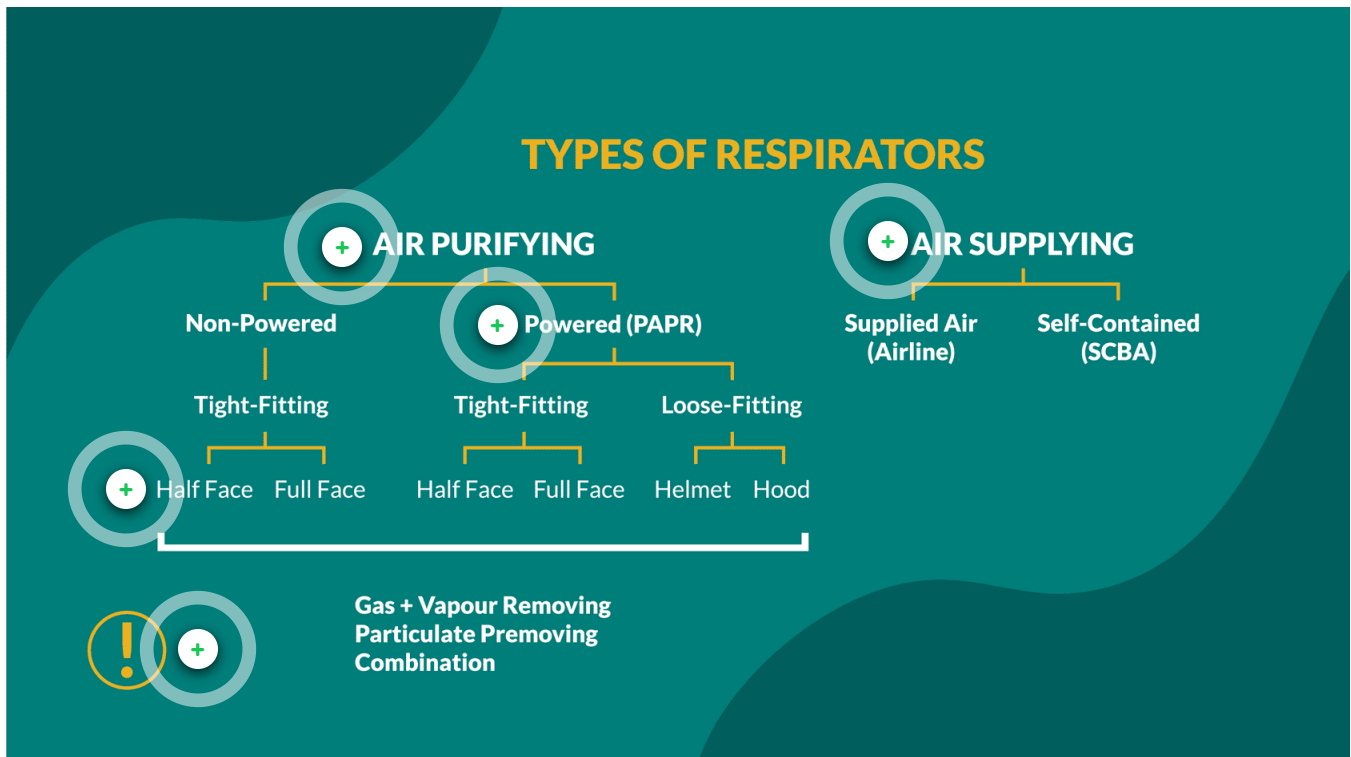 TYPES OF RESPIRATORS
AIR PURIFYING
AIR SUPPLYING
Non-Powered
Powered (PAPR)
Supplied Air
(Airline)
Self-Contained
(SCBA)
Tight-Fitting
Tight-Fitting
Loose-Fitting
Half Face
Full Face
Half Face
Full Face
Helmet
Hood
Gas + Vapour Removing
Particulate Premoving
Combination